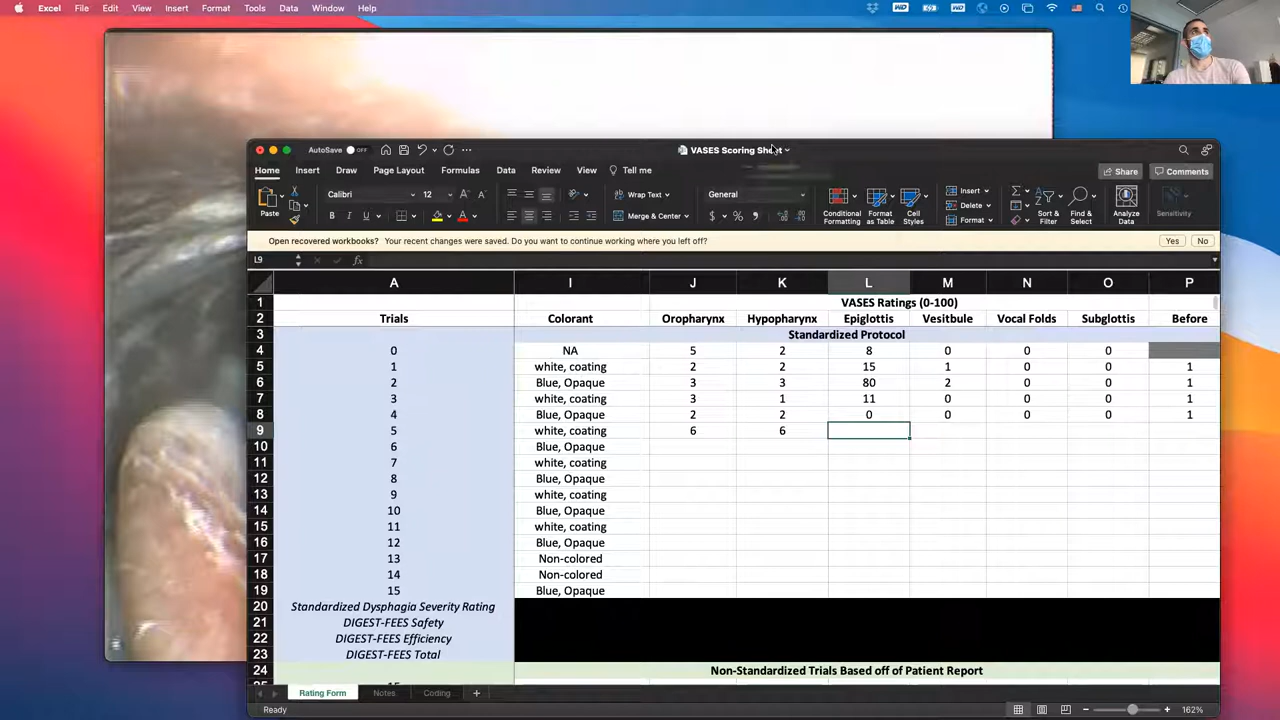 Excel File Edit View Insert Format Tools Data Window Help
AutoSave OFF VASES Scoring Sheet
Home Insert Draw Page Layout Formulas Data Review View Tell me Share Comments
Paste Calibri 12 Wrap Text General Conditional Formatting Format as Table Cell Styles Insert Delete Format Sort & Filter Find & Select Analyze Data Sensitivity
B I U Merge & Center $ %
Open recovered workbooks? Your recent changes were saved. Do you want to continue working where you left off? Yes No
L9 fx
A I J K L M N O P
1 VASES Ratings (0-100)
2 Trials Colorant Oropharynx Hypopharynx Epiglottis Vesitbule Vocal Folds Subglottis Before
3 Standardized Protocol
4 0 NA 5 2 8 0 0 0
5 1 white, coating 2 2 15 1 0 0 1
6 2 Blue, Opaque 3 3 80 2 0 0 1
7 3 white, coating 3 1 11 0 0 0 1
8 4 Blue, Opaque 2 2 0 0 0 0 1
9 5 white, coating 6 6
10 6 Blue, Opaque
11 7 white, coating
12 8 Blue, Opaque
13 9 white, coating
14 10 Blue, Opaque
15 11 white, coating
16 12 Blue, Opaque
17 13 Non-colored
18 14 Non-colored
19 15 Blue, Opaque
20 Standardized Dysphagia Severity Rating
21 DIGEST-FEES Safety
22 DIGEST-FEES Efficiency
23 DIGEST-FEES Total
24 Non-Standardized Trials Based off of Patient Report
Rating Form Notes Coding +
Ready 162%